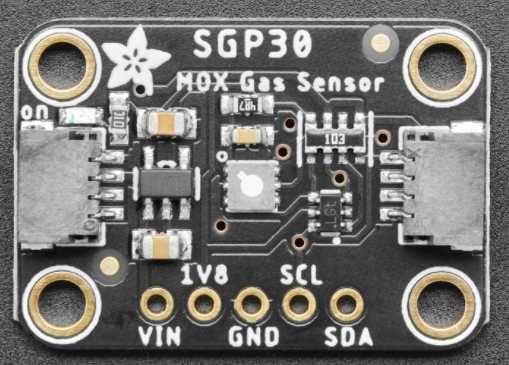 SGP30
MOX Gas Sensor
on
103
1V8 SCL
VIN GND SDA